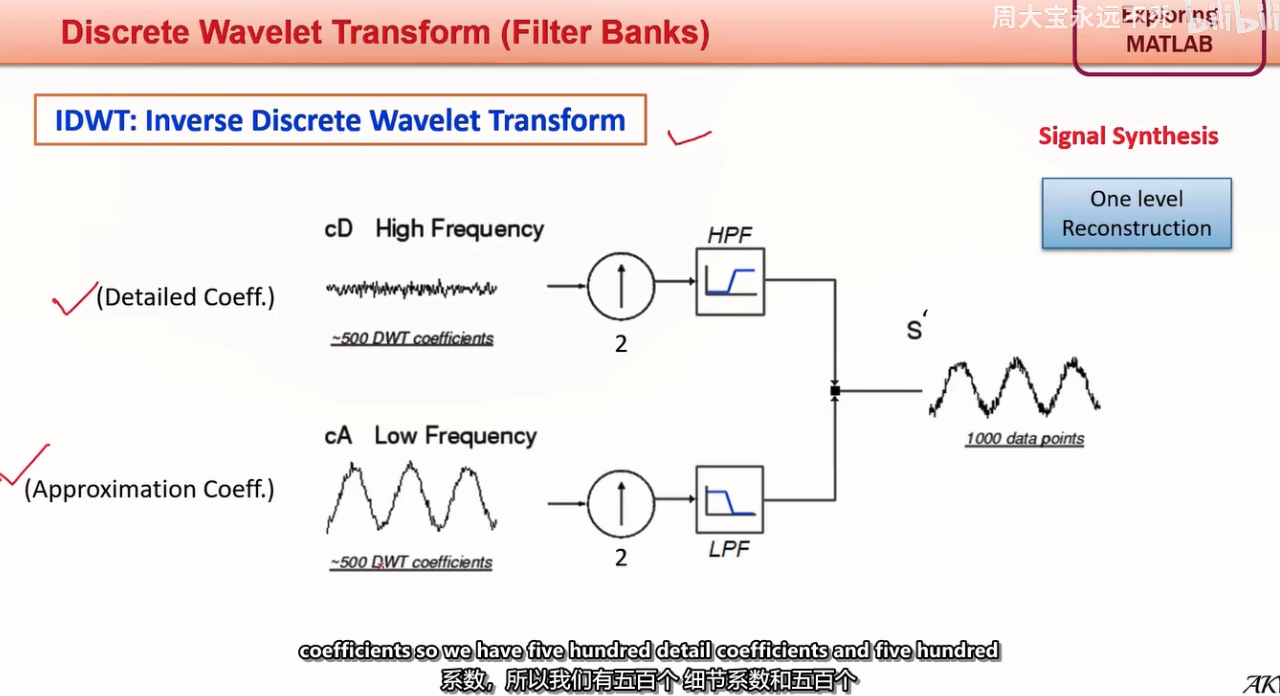 Discrete Wavelet Transform (Filter Banks)
周大宝永远不死 bilibili
Exploring
MATLAB
IDWT: Inverse Discrete Wavelet Transform
Signal Synthesis
One level
Reconstruction
cD High Frequency
HPF
(Detailed Coeff.)
~500 DWT coefficients
2
S'
1000 data points
cA Low Frequency
(Approximation Coeff.)
~500 DWT coefficients
2
LPF
coefficients so we have five hundred detail coefficients and five hundred
系数，所以我们有五百个 细节系数和五百个